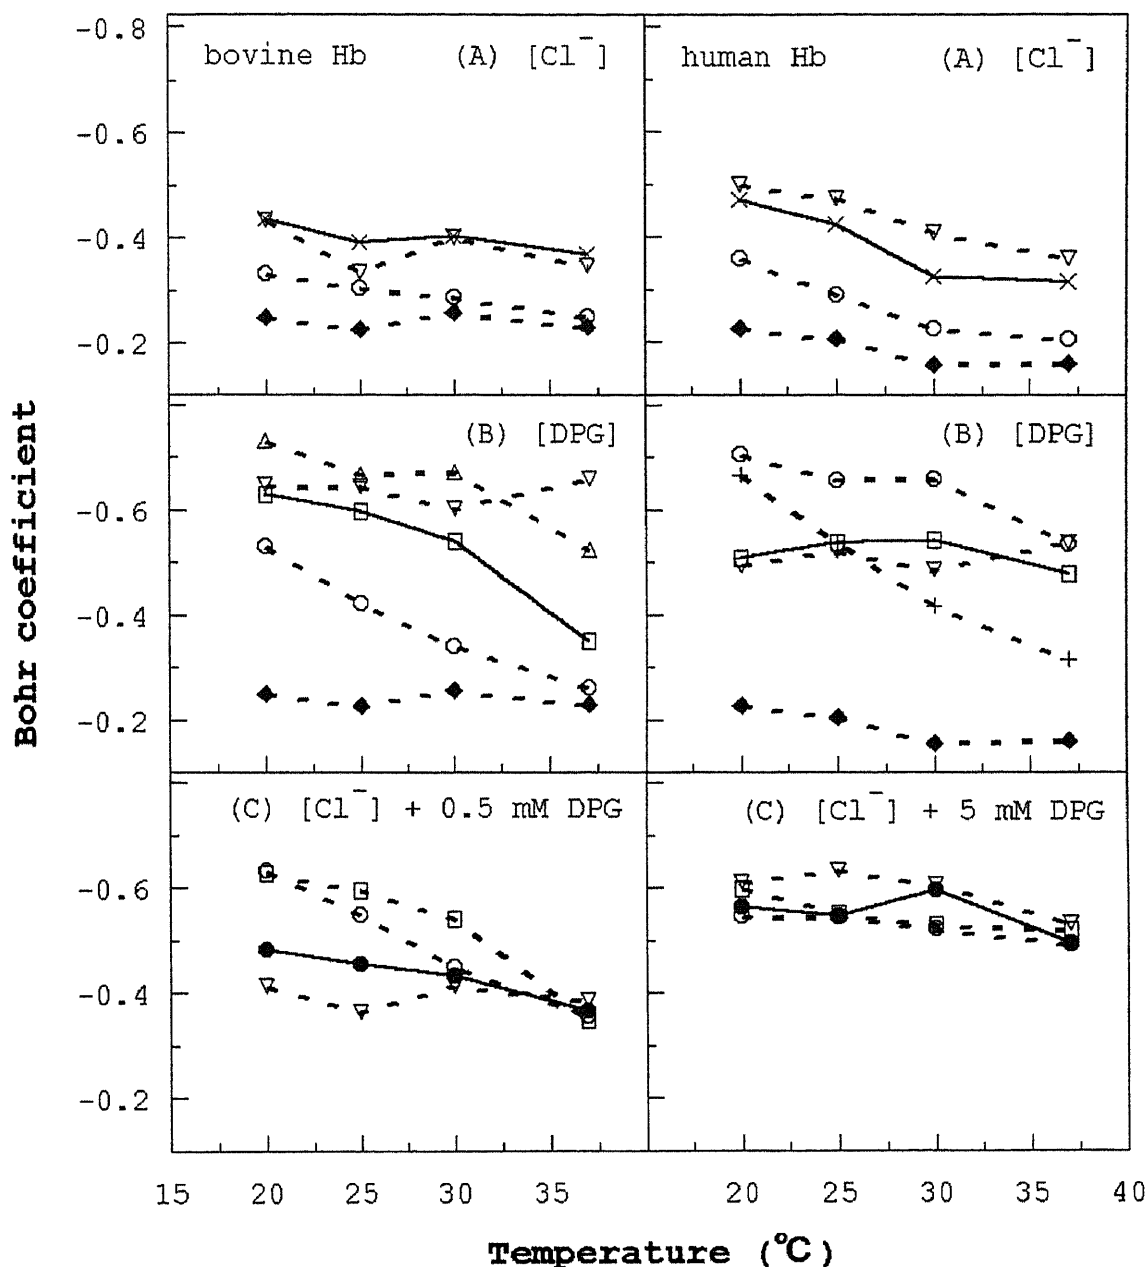 bovine Hb (A) [Cl⁻]
human Hb (A) [Cl⁻]
-0.8
-0.6
-0.4
-0.2
(B) [DPG]
(B) [DPG]
-0.6
-0.4
-0.2
(C) [Cl⁻] + 0.5 mM DPG
(C) [Cl⁻] + 5 mM DPG
-0.6
-0.4
-0.2
Bohr coefficient
15 20 25 30 35 20 25 30 35 40
Temperature (°C)